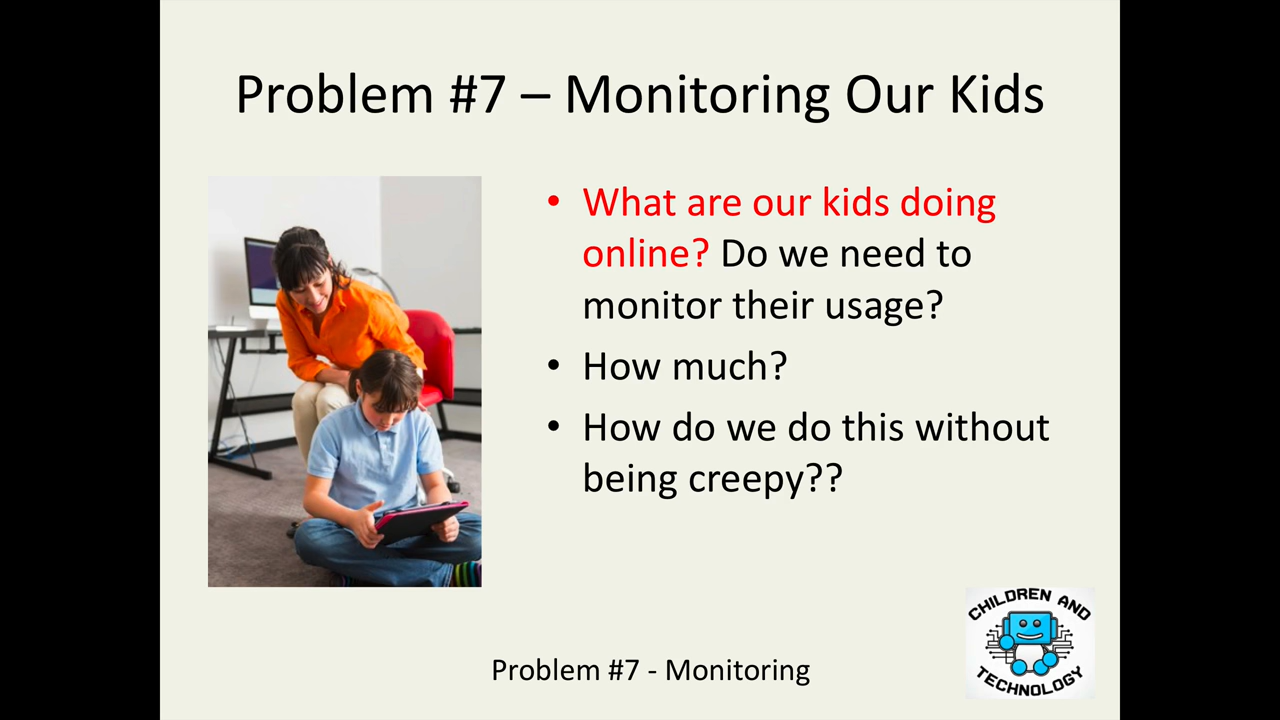 Problem #7 – Monitoring Our Kids
• What are our kids doing
online? Do we need to
monitor their usage?
• How much?
• How do we do this without
being creepy??
CHILDREN AND
TECHNOLOGY
Problem #7 - Monitoring